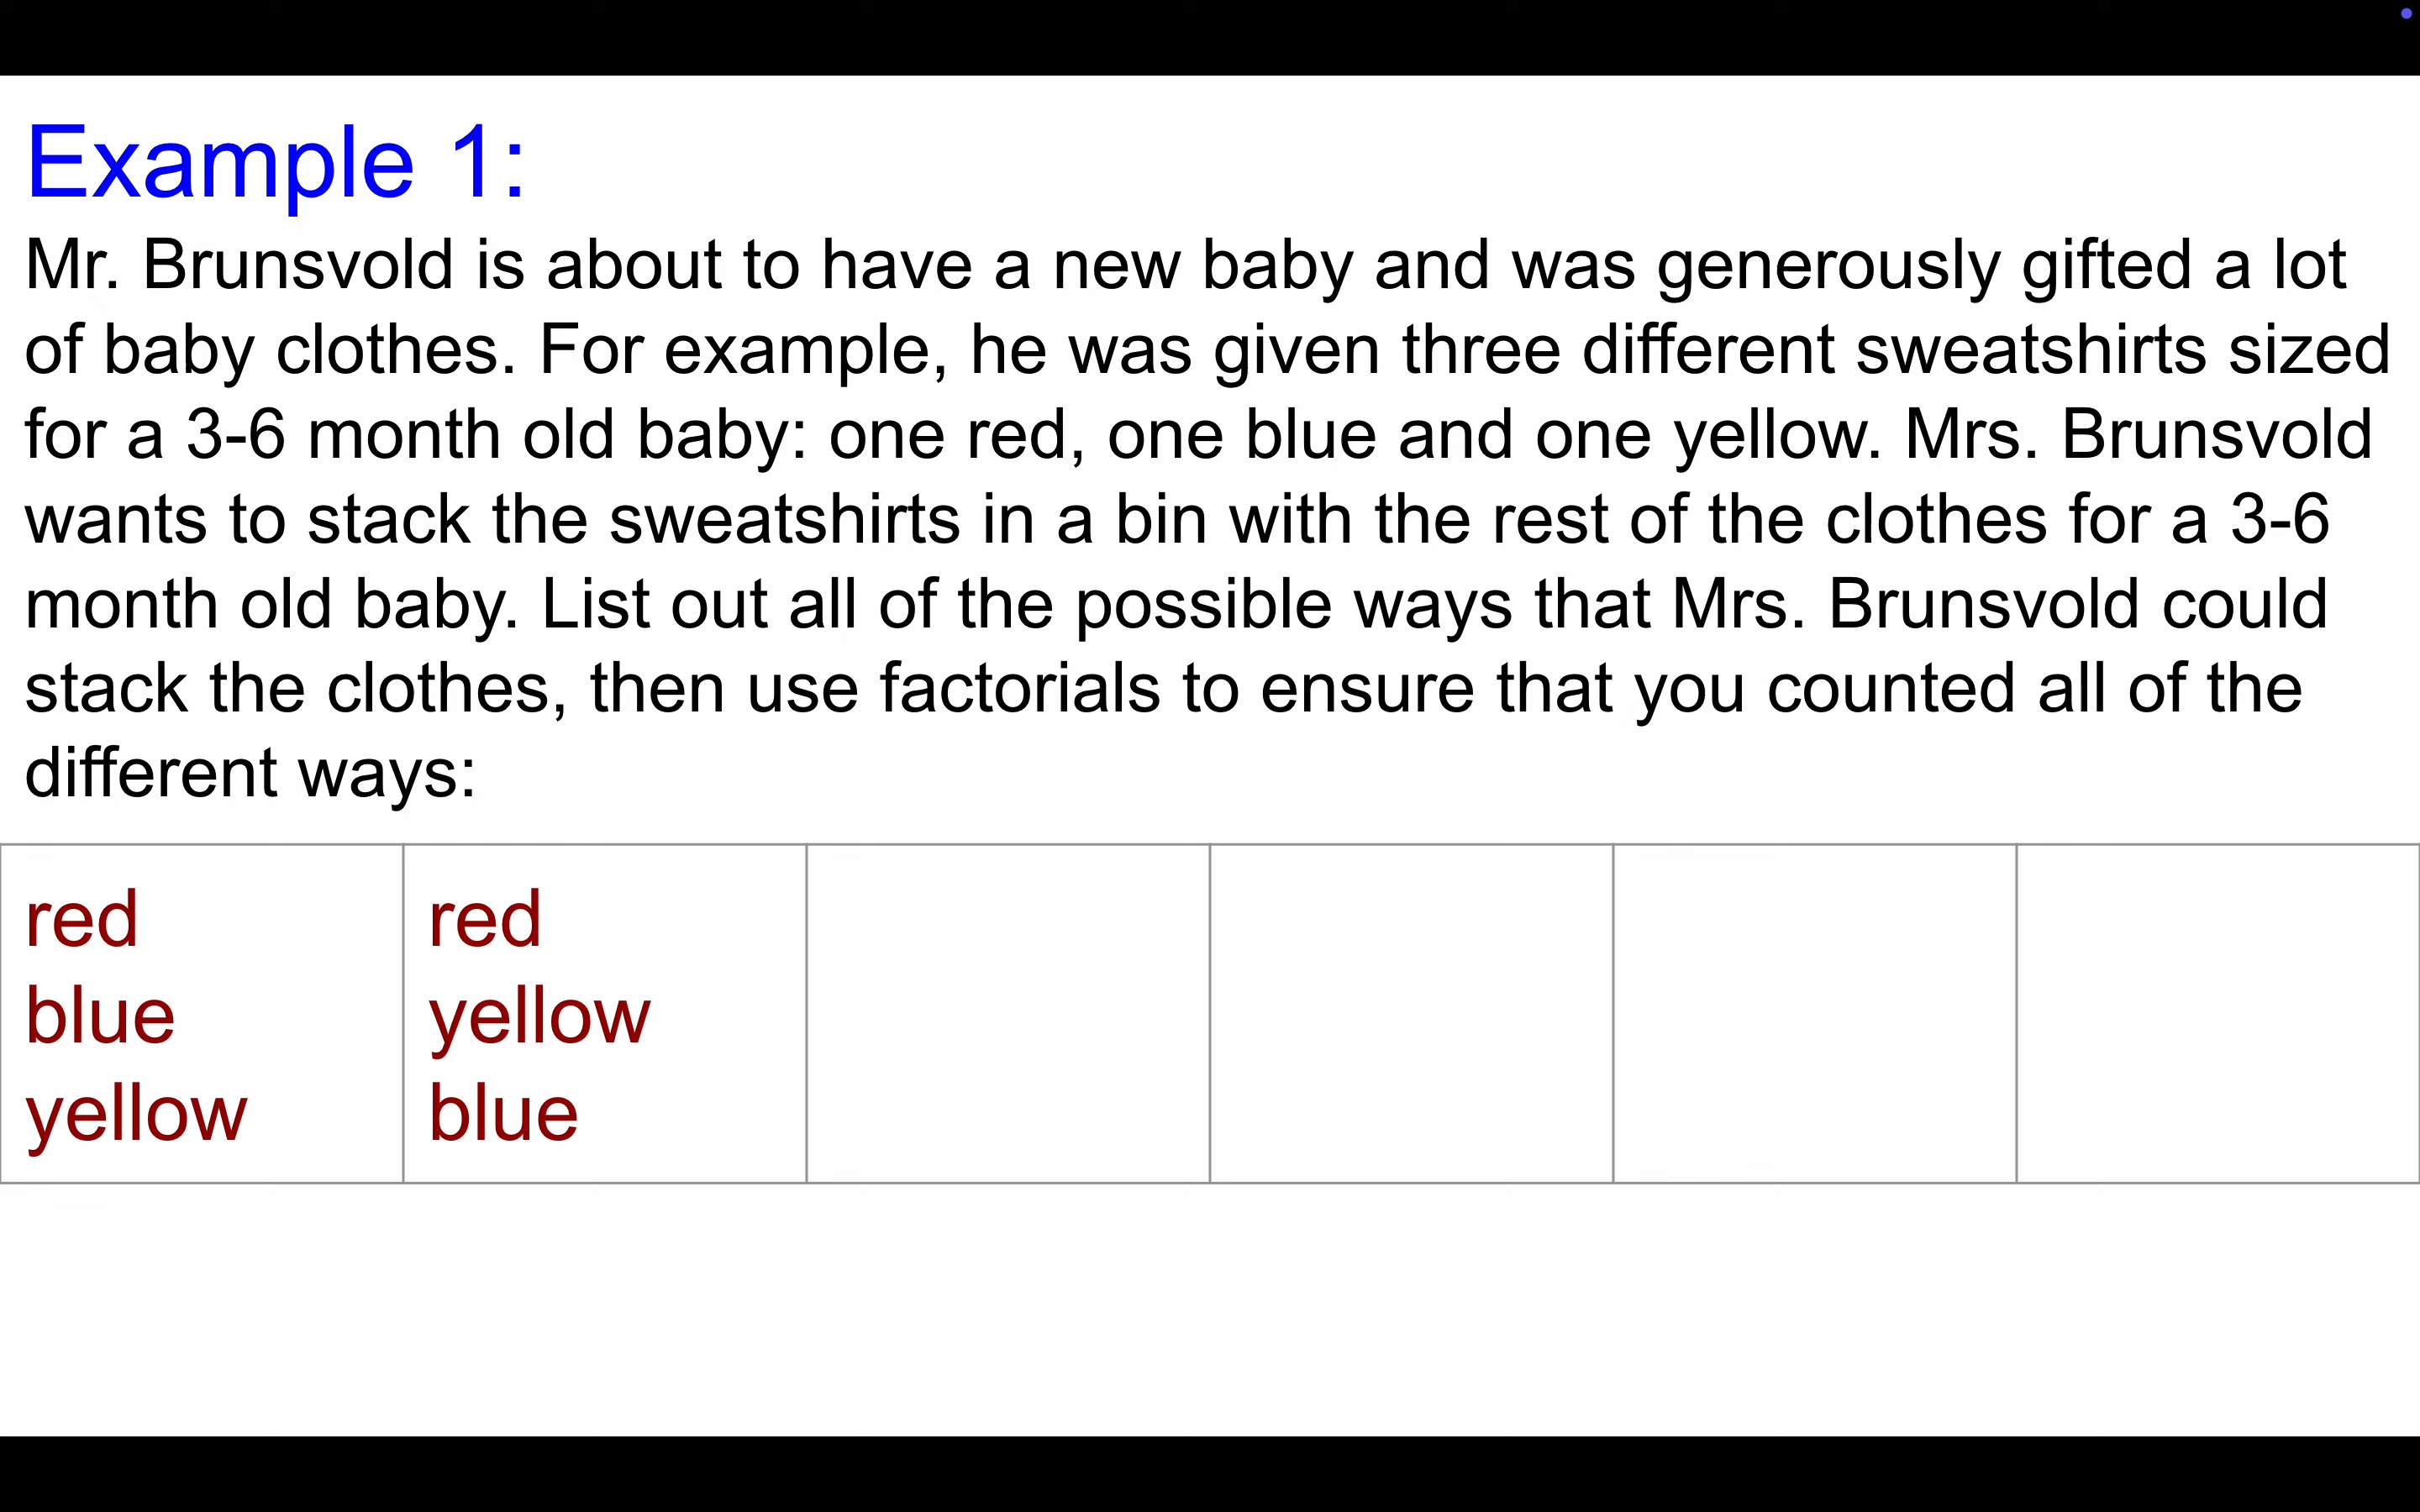 Example 1:
Mr. Brunsvold is about to have a new baby and was generously gifted a lot
of baby clothes. For example, he was given three different sweatshirts sized
for a 3-6 month old baby: one red, one blue and one yellow. Mrs. Brunsvold
wants to stack the sweatshirts in a bin with the rest of the clothes for a 3-6
month old baby. List out all of the possible ways that Mrs. Brunsvold could
stack the clothes, then use factorials to ensure that you counted all of the
different ways:
red
blue
yellow
red
yellow
blue